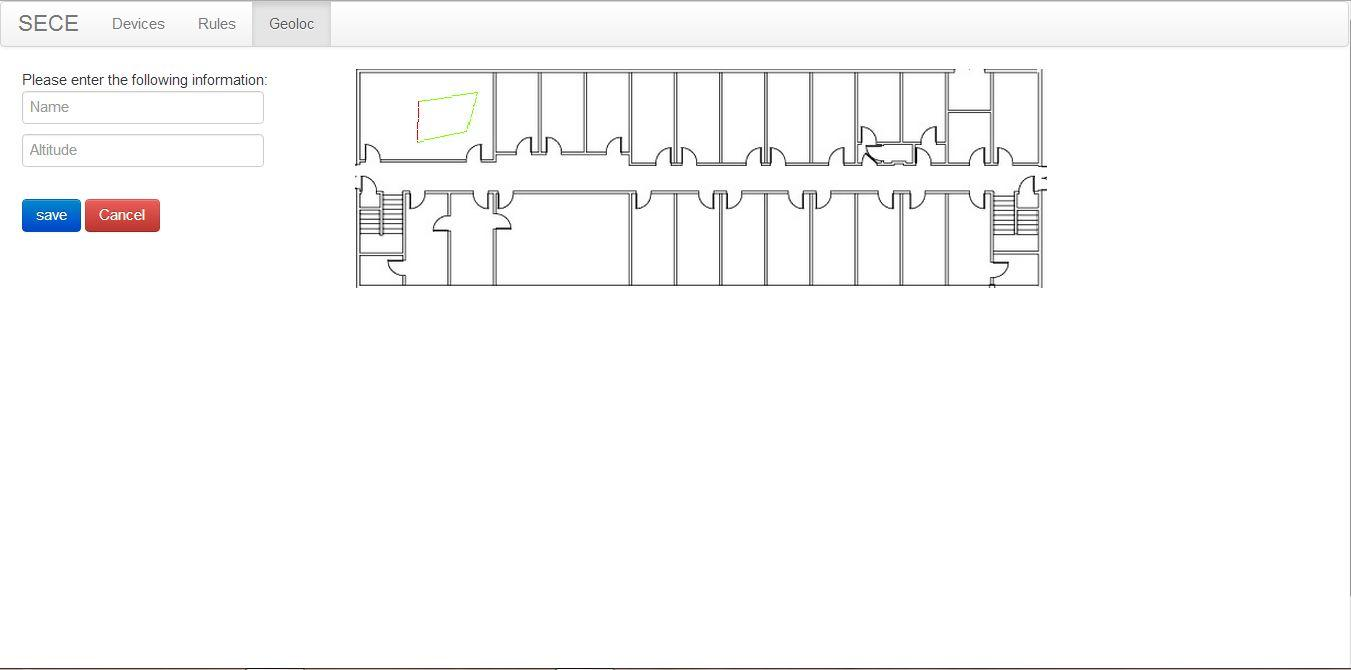 SECE Devices Rules Geoloc
Please enter the following information:
Name
Altitude
save Cancel